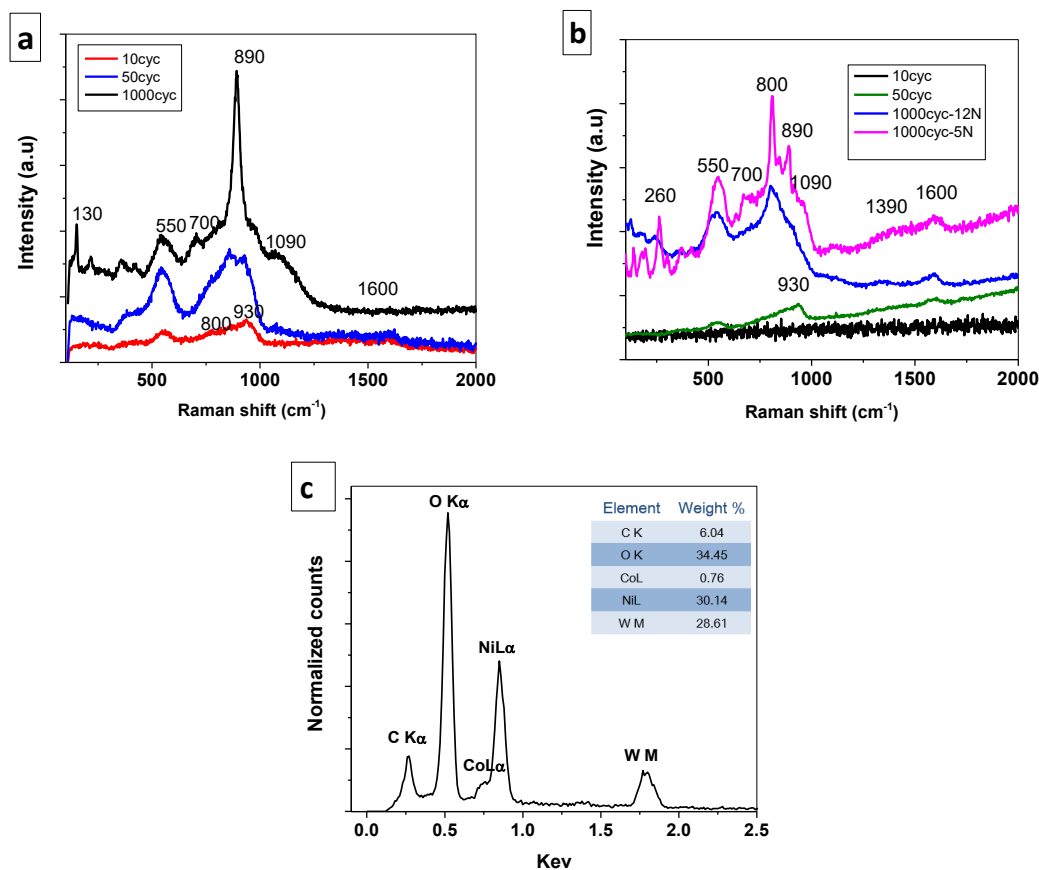 a
10cyc
50cyc
1000cyc
890
130
550
700
1090
1600
800
930
Intensity (a.u)
500
1000
1500
2000
Raman shift (cm⁻¹)
b
10cyc
50cyc
1000cyc-12N
1000cyc-5N
800
890
550
700
1090
260
1390
1600
930
Intensity (a.u)
500
1000
1500
2000
Raman shift (cm⁻¹)
c
O Kα
Element Weight %
C K 6.04
O K 34.45
CoL 0.76
NiL 30.14
W M 28.61
NiLα
C Kα
CoLα
W M
Normalized counts
0.0 0.5 1.0 1.5 2.0 2.5
Kev